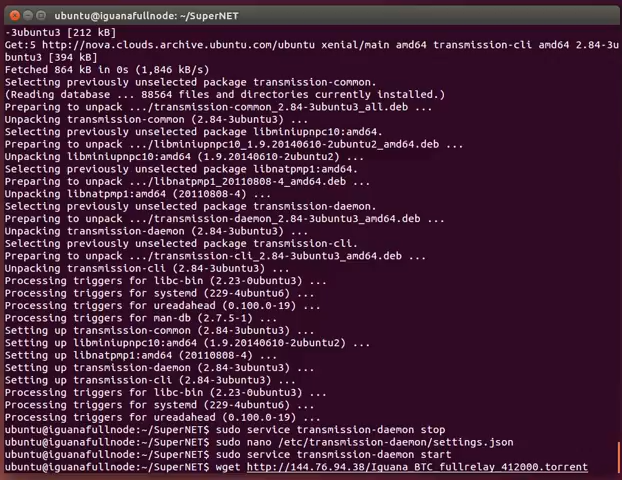 ubuntu@iguanafullnode: ~/SuperNET
-3ubuntu3 [212 kB]
Get:5 http://nova.clouds.archive.ubuntu.com/ubuntu xenial/main amd64 transmission-cli amd64 2.84-3u
buntu3 [394 kB]
Fetched 864 kB in 0s (1,846 kB/s)
Selecting previously unselected package transmission-common.
(Reading database ... 88564 files and directories currently installed.)
Preparing to unpack .../transmission-common_2.84-3ubuntu3_all.deb ...
Unpacking transmission-common (2.84-3ubuntu3) ...
Selecting previously unselected package libminiupnpc10:amd64.
Preparing to unpack .../libminiupnpc10_1.9.20140610-2ubuntu2_amd64.deb ...
Unpacking libminiupnpc10:amd64 (1.9.20140610-2ubuntu2) ...
Selecting previously unselected package libnatpmp1:amd64.
Preparing to unpack .../libnatpmp1_20110808-4_amd64.deb ...
Unpacking libnatpmp1:amd64 (20110808-4) ...
Selecting previously unselected package transmission-daemon.
Preparing to unpack .../transmission-daemon_2.84-3ubuntu3_amd64.deb ...
Unpacking transmission-daemon (2.84-3ubuntu3) ...
Selecting previously unselected package transmission-cli.
Preparing to unpack .../transmission-cli_2.84-3ubuntu3_amd64.deb ...
Unpacking transmission-cli (2.84-3ubuntu3) ...
Processing triggers for libc-bin (2.23-0ubuntu3) ...
Processing triggers for systemd (229-4ubuntu6) ...
Processing triggers for ureadahead (0.100.0-19) ...
Processing triggers for man-db (2.7.5-1) ...
Setting up transmission-common (2.84-3ubuntu3) ...
Setting up libminiupnpc10:amd64 (1.9.20140610-2ubuntu2) ...
Setting up libnatpmp1:amd64 (20110808-4) ...
Setting up transmission-daemon (2.84-3ubuntu3) ...
Setting up transmission-cli (2.84-3ubuntu3) ...
Processing triggers for libc-bin (2.23-0ubuntu3) ...
Processing triggers for systemd (229-4ubuntu6) ...
Processing triggers for ureadahead (0.100.0-19) ...
ubuntu@iguanafullnode:~/SuperNET$ sudo service transmission-daemon stop
ubuntu@iguanafullnode:~/SuperNET$ sudo nano /etc/transmission-daemon/settings.json
ubuntu@iguanafullnode:~/SuperNET$ sudo service transmission-daemon start
ubuntu@iguanafullnode:~/SuperNET$ wget http://144.76.94.38/Iguana_BTC_fullrelay_412000.torrent